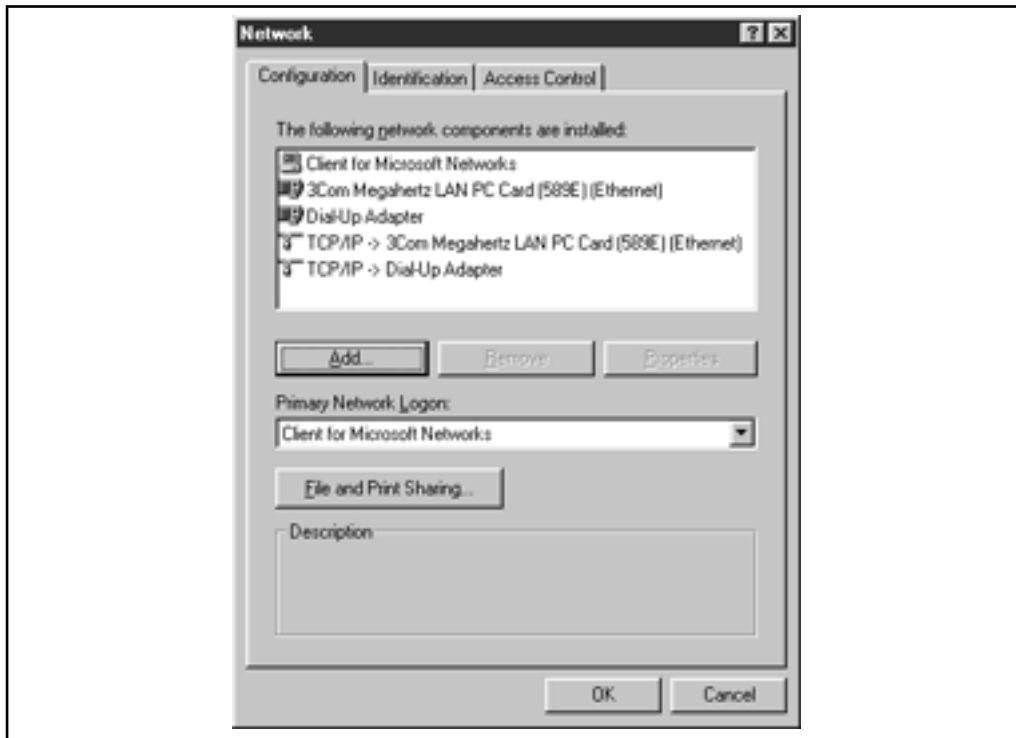 Network
Configuration Identification Access Control
The following network components are installed:
Client for Microsoft Networks
3Com Megahertz LAN PC Card (589E) (Ethernet)
Dial-Up Adapter
TCP/IP -> 3Com Megahertz LAN PC Card (589E) (Ethernet)
TCP/IP -> Dial-Up Adapter
Add... Remove Properties
Primary Network Logon:
Client for Microsoft Networks
File and Print Sharing...
Description
OK Cancel